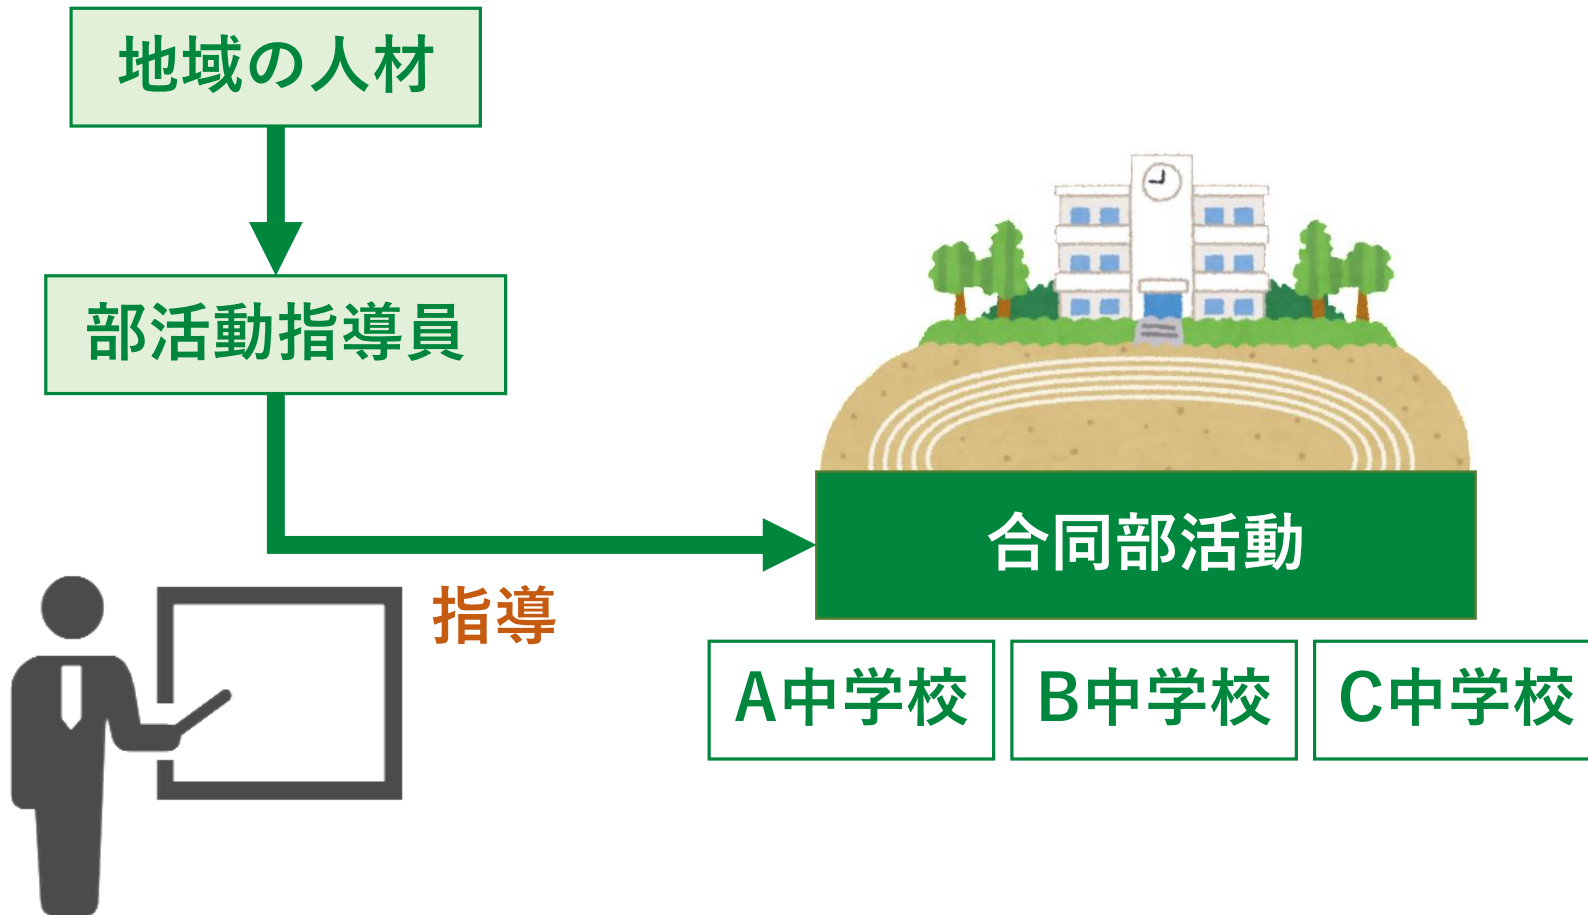 地域の人材
部活動指導員
指導
合同部活動
A中学校
B中学校
C中学校